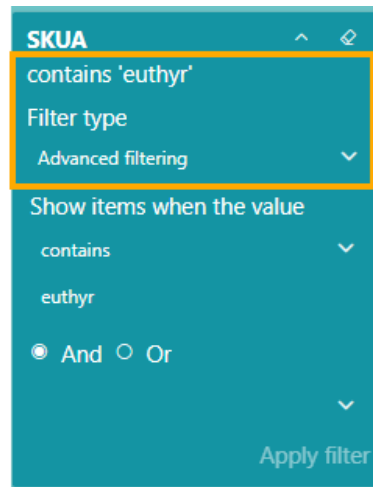 SKUA
contains 'euthyr'
Filter type
Advanced filtering
Show items when the value
contains
euthyr
And Or
Apply filter